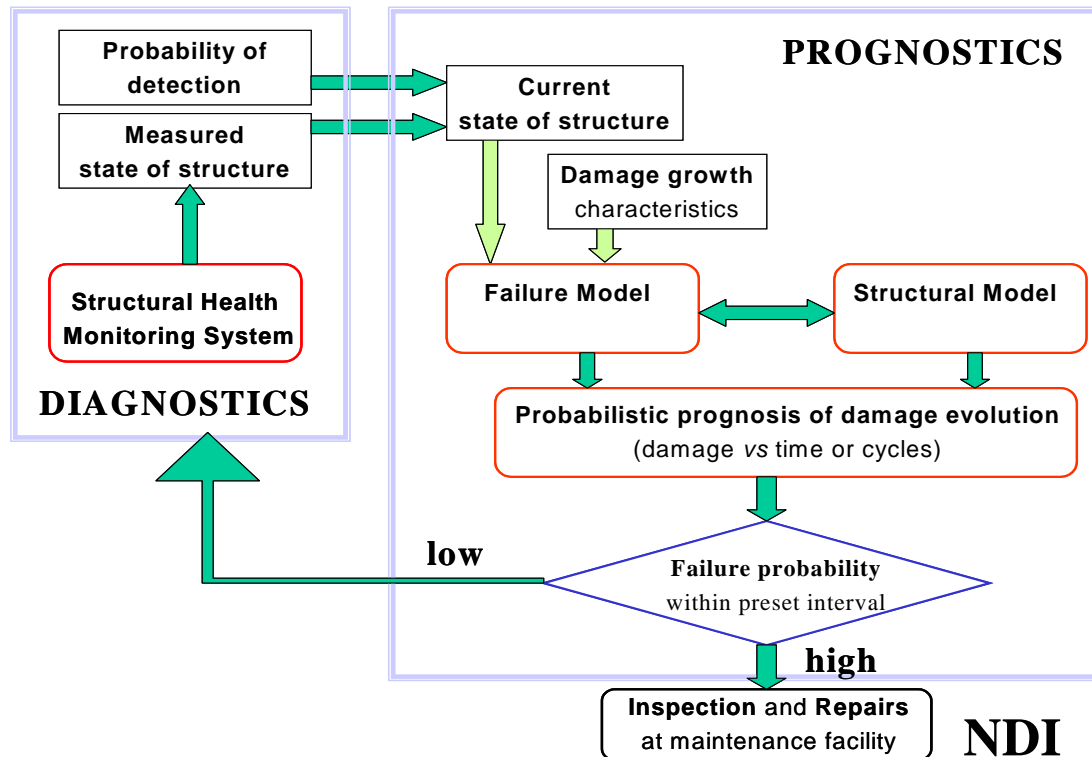 Probability of
detection
Measured
state of structure
Structural Health
Monitoring System
DIAGNOSTICS
PROGNOSTICS
Current
state of structure
Damage growth
characteristics
Failure Model
Structural Model
Probabilistic prognosis of damage evolution
(damage vs time or cycles)
low
Failure probability
within preset interval
high
Inspection and Repairs
at maintenance facility
NDI